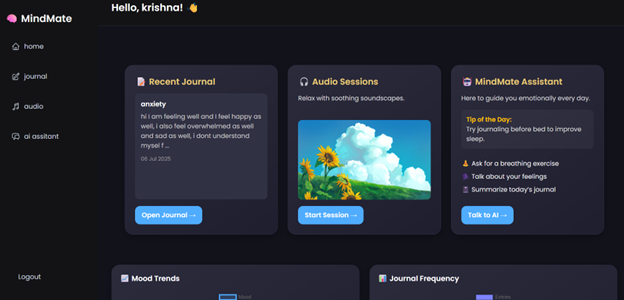 MindMate
home
journal
audio
ai assitant
Logout
Hello, krishna! 👋
Recent Journal
anxiety
hi i am feeling well and i feel happy as
well, i also feel overwhelmed as well
and sad as well, i dont understand
mysel f ...
06 Jul 2025
Open Journal →
Audio Sessions
Relax with soothing soundscapes.
Start Session →
MindMate Assistant
Here to guide you emotionally every day.
Tip of the Day:
Try journaling before bed to improve
sleep.
Ask for a breathing exercise
Talk about your feelings
Summarize today's journal
Talk to AI →
Mood Trends
Mood
Journal Frequency
Entries